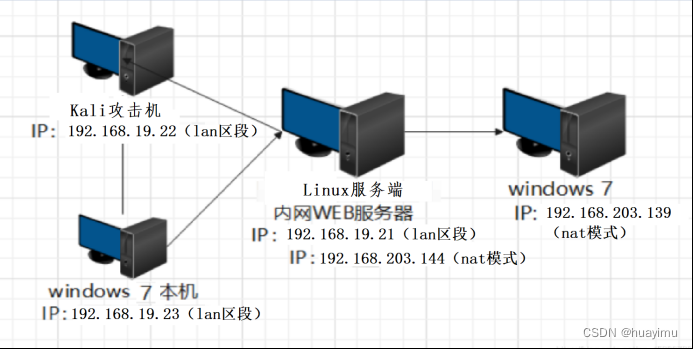 Kali攻击机
IP: 192.168.19.22（lan区段）
Linux服务端
内网WEB服务器
IP: 192.168.19.21（lan区段）
IP: 192.168.203.144（nat模式）
windows 7
IP: 192.168.203.139
（nat模式）
windows 7 本机
IP:192.168.19.23（lan区段）
CSDN @huayimu